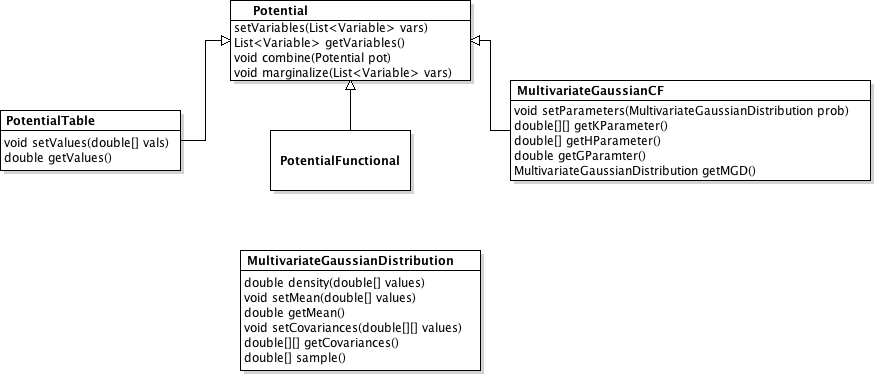 Potential
setVariables(List<Variable> vars)
List<Variable> getVariables()
void combine(Potential pot)
void marginalize(List<Variable> vars)
PotentialTable
void setValues(double[] vals)
double getValues()
PotentialFunctional
MultivariateGaussianCF
void setParameters(MultivariateGaussianDistribution prob)
double[][] getKParameter()
double[] getHParameter()
double getGParamter()
MultivariateGaussianDistribution getMGD()
MultivariateGaussianDistribution
double density(double[] values)
void setMean(double[] values)
double getMean()
void setCovariances(double[][] values)
double[][] getCovariances()
double[] sample()